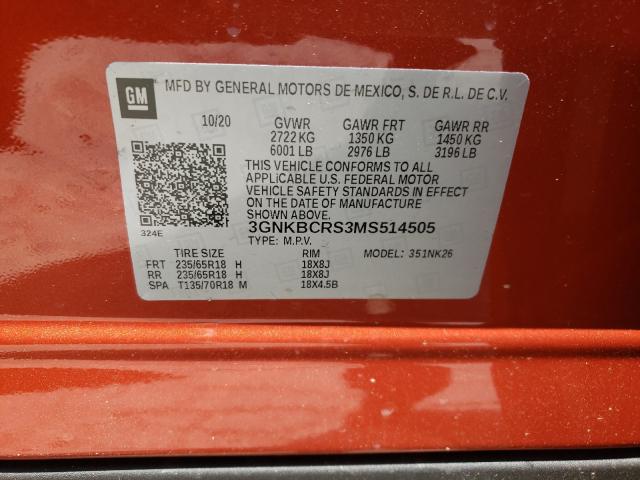 GM
MFD BY GENERAL MOTORS DE MEXICO, S. DE R.L. DE C.V.
10/20 GVWR GAWR FRT GAWR RR
2722 KG 1350 KG 1450 KG
6001 LB 2976 LB 3196 LB
THIS VEHICLE CONFORMS TO ALL
APPLICABLE U.S. FEDERAL MOTOR
VEHICLE SAFETY STANDARDS IN EFFECT
ON THE DATE OF MANUFACTURE
SHOWN ABOVE.
3GNKBCRS3MS514505
324E
TYPE: M.P.V.
TIRE SIZE RIM MODEL: 351NK26
FRT 235/65R18 H 18X8J
RR 235/65R18 H 18X8J
SPA T135/70R18 M 18X4.5B